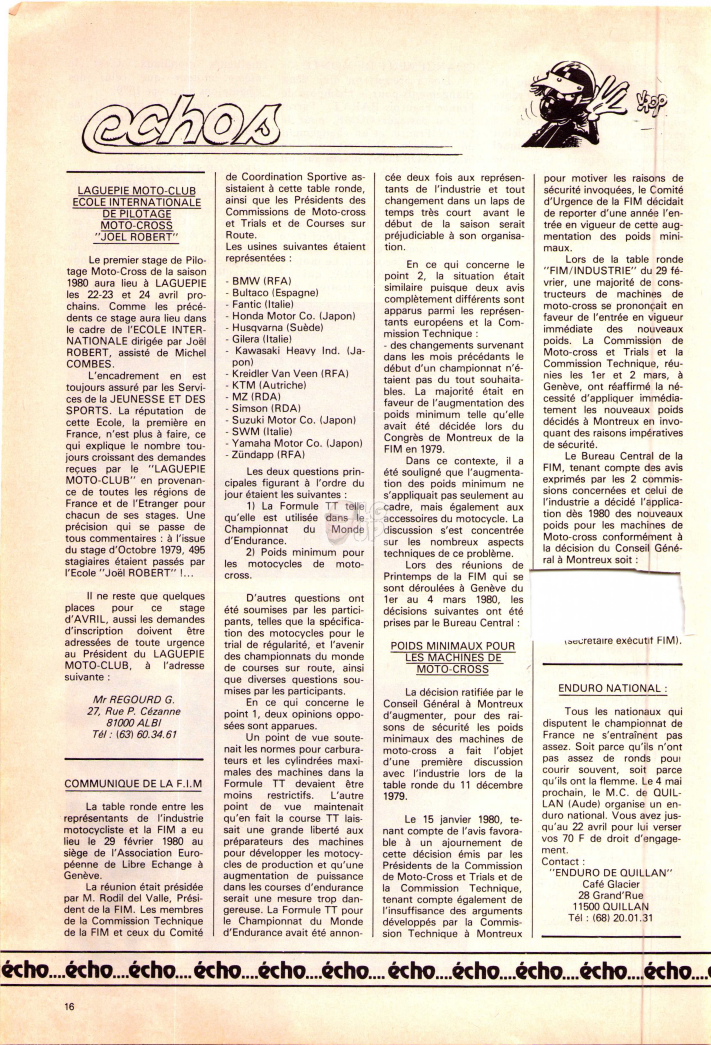 echos
VROP
LAGUEPIE MOTO-CLUB
ECOLE INTERNATIONALE
DE PILOTAGE
MOTO-CROSS
"JOEL ROBERT"
Le premier stage de Pilo-
tage Moto-Cross de la saison
1980 aura lieu à LAGUEPIE
les 22-23 et 24 avril pro-
chains. Comme les précé-
dents ce stage aura lieu dans
le cadre de l'ECOLE INTER-
NATIONALE dirigée par Joël
ROBERT, assisté de Michel
COMBES.
L'encadrement en est
toujours assuré par les Servi-
ces de la JEUNESSE ET DES
SPORTS. La réputation de
cette Ecole, la première en
France, n'est plus à faire, ce
qui explique le nombre tou-
jours croissant des demandes
reçues par le "LAGUEPIE
MOTO-CLUB" en provenan-
ce de toutes les régions de
France et de l'Etranger pour
chacun de ses stages. Une
précision qui se passe de
tous commentaires : à l'issue
du stage d'Octobre 1979, 495
stagiaires étaient passés par
l'Ecole "Joël ROBERT" !...
Il ne reste que quelques
places pour ce stage
d'AVRIL, aussi les demandes
d'inscription doivent être
adressées de toute urgence
au Président du LAGUEPIE
MOTO-CLUB, à l'adresse
suivante :
Mr REGOURD G.
27, Rue P. Cézanne
81000 ALBI
Tél : (63) 60.34.61
COMMUNIQUE DE LA F.I.M
La table ronde entre les
représentants de l'industrie
motocycliste et la FIM a eu
lieu le 29 février 1980 au
siège de l'Association Euro-
péenne de Libre Echange à
Genève.
La réunion était présidée
par M. Rodil del Valle, Prési-
dent de la FIM. Les membres
de la Commission Technique
de la FIM et ceux du Comité
de Coordination Sportive as-
sistaient à cette table ronde,
ainsi que les Présidents des
Commissions de Moto-cross
et Trials et de Courses sur
Route.
Les usines suivantes étaient
représentées :
- BMW (RFA)
- Bultaco (Espagne)
- Fantic (Italie)
- Honda Motor Co. (Japon)
- Husqvarna (Suède)
- Gilera (Italie)
- Kawasaki Heavy Ind. (Ja-
pon)
- Kreidler Van Veen (RFA)
- KTM (Autriche)
- MZ (RDA)
- Simson (RDA)
- Suzuki Motor Co. (Japon)
- SWM (Italie)
- Yamaha Motor Co. (Japon)
- Zündapp (RFA)
Les deux questions prin-
cipales figurant à l'ordre du
jour étaient les suivantes :
1) La Formule TT telle
qu'elle est utilisée dans le
Championnat du Monde
d'Endurance.
2) Poids minimum pour
les motocycles de moto-
cross.
D'autres questions ont
été soumises par les partici-
pants, telles que la spécifica-
tion des motocycles pour le
trial de régularité, et l'avenir
des championnats du monde
de courses sur route, ainsi
que diverses questions sou-
mises par les participants.
En ce qui concerne le
point 1, deux opinions oppo-
sées sont apparues.
Un point de vue soute-
nait les normes pour carbura-
teurs et les cylindrées maxi-
males des machines dans la
Formule TT devaient être
moins restrictifs. L'autre
point de vue maintenait
qu'en fait la course TT lais-
sait une grande liberté aux
préparateurs des machines
pour développer les motocy-
cles de production et qu'une
augmentation de puissance
dans les courses d'endurance
serait une mesure trop dan-
gereuse. La Formule TT pour
le Championnat du Monde
d'Endurance avait été annon-
cée deux fois aux représen-
tants de l'industrie et tout
changement dans un laps de
temps très court avant le
début de la saison serait
préjudiciable à son organisa-
tion.
En ce qui concerne le
point 2, la situation était
similaire puisque deux avis
complètement différents sont
apparus parmi les représen-
tants européens et la Com-
mission Technique :
- des changements survenant
dans les mois précédants le
début d'un championnat n'é-
taient pas du tout souhaita-
bles. La majorité était en
faveur de l'augmentation des
poids minimum telle qu'elle
avait été décidée lors du
Congrès de Montreux de la
FIM en 1979.
Dans ce contexte, il a
été souligné que l'augmenta-
tion des poids minimum ne
s'appliquait pas seulement au
cadre, mais également aux
accessoires du motocycle. La
discussion s'est concentrée
sur les nombreux aspects
techniques de ce problème.
Lors des réunions de
Printemps de la FIM qui se
sont déroulées à Genève du
1er au 4 mars 1980, les
décisions suivantes ont été
prises par le Bureau Central :
POIDS MINIMAUX POUR
LES MACHINES DE
MOTO-CROSS
La décision ratifiée par le
Conseil Général à Montreux
d'augmenter, pour des rai-
sons de sécurité les poids
minimaux des machines de
moto-cross a fait l'objet
d'une première discussion
avec l'industrie lors de la
table ronde du 11 décembre
1979.
Le 15 janvier 1980, te-
nant compte de l'avis favora-
ble à un ajournement de
cette décision émis par les
Présidents de la Commission
de Moto-Cross et Trials et de
la Commission Technique,
tenant compte également de
l'insuffisance des arguments
développés par la Commis-
sion Technique à Montreux
pour motiver les raisons de
sécurité invoquées, le Comité
d'Urgence de la FIM décidait
de reporter d'une année l'en-
trée en vigueur de cette aug-
mentation des poids mini-
maux.
Lors de la table ronde
"FIM/INDUSTRIE" du 29 fé-
vrier, une majorité de cons-
tructeurs de machines de
moto-cross se prononçait en
faveur de l'entrée en vigueur
immédiate des nouveaux
poids. La Commission de
Moto-cross et Trials et la
Commission Technique, réu-
nies les 1er et 2 mars, à
Genève, ont réaffirmé la né-
cessité d'appliquer immédia-
tement les nouveaux poids
décidés à Montreux en invo-
quant des raisons impératives
de sécurité.
Le Bureau Central de la
FIM, tenant compte des avis
exprimés par les 2 commis-
sions concernées et celui de
l'industrie a décidé l'applica-
tion dès 1980 des nouveaux
poids pour les machines de
Moto-cross conformément à
la décision du Conseil Géné-
ral à Montreux soit :
(secrétaire exécutif FIM).
ENDURO NATIONAL :
Tous les nationaux qui
disputent le championnat de
France ne s'entraînent pas
assez. Soit parce qu'ils n'ont
pas assez de ronds pour
courir souvent, soit parce
qu'ils ont la flemme. Le 4 mai
prochain, le M.C. de QUIL-
LAN (Aude) organise un en-
duro national. Vous avez jus-
qu'au 22 avril pour lui verser
vos 70 F de droit d'engage-
ment.
Contact :
"ENDURO DE QUILLAN"
Café Glacier
28 Grand'Rue
11500 QUILLAN
Tél : (68) 20.01.31
écho....écho....écho....écho....écho....écho....écho....écho....écho....écho....écho....
16